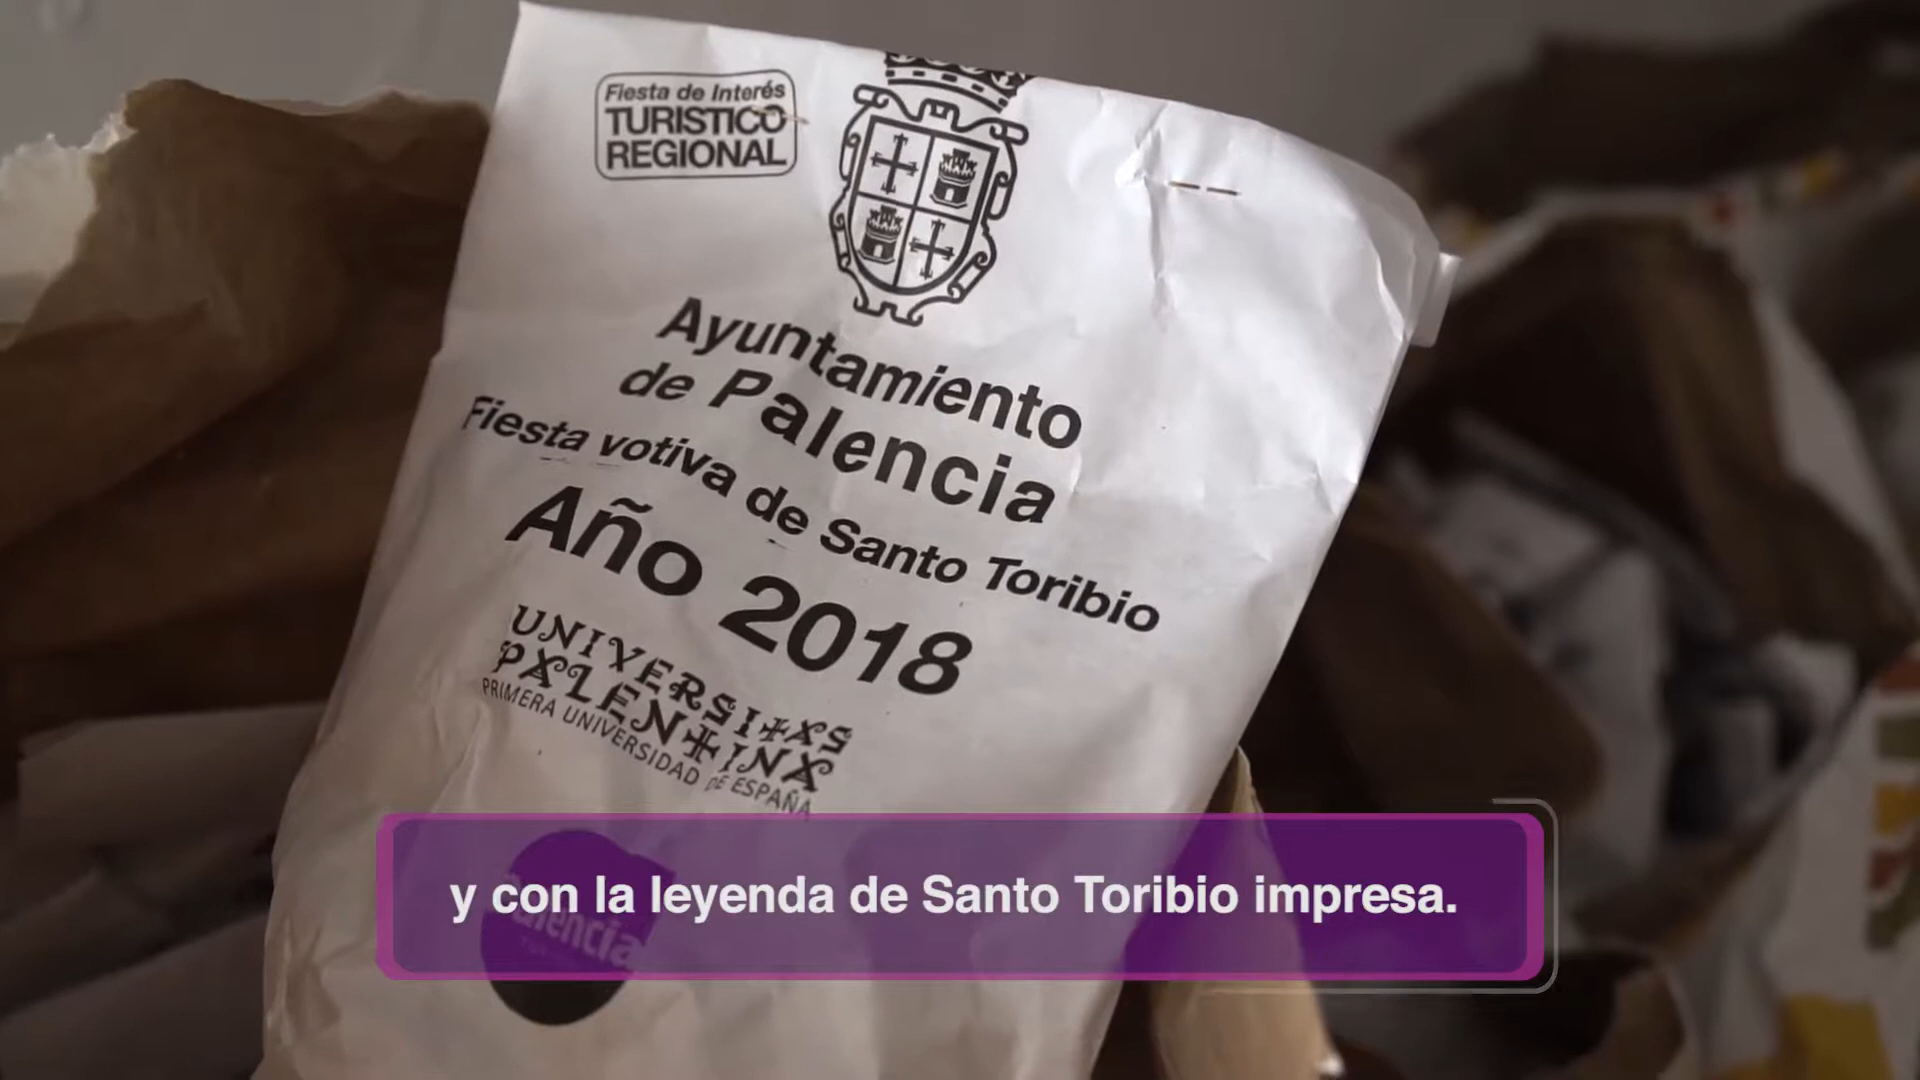 Fiesta de Interés
TURISTICO
REGIONAL
Ayuntamiento
de Palencia
Fiesta votiva de Santo Toribio
Año 2018
UNIVERSITAS
PALENTINA
PRIMERA UNIVERSIDAD DE ESPAÑA
y con la leyenda de Santo Toribio impresa.